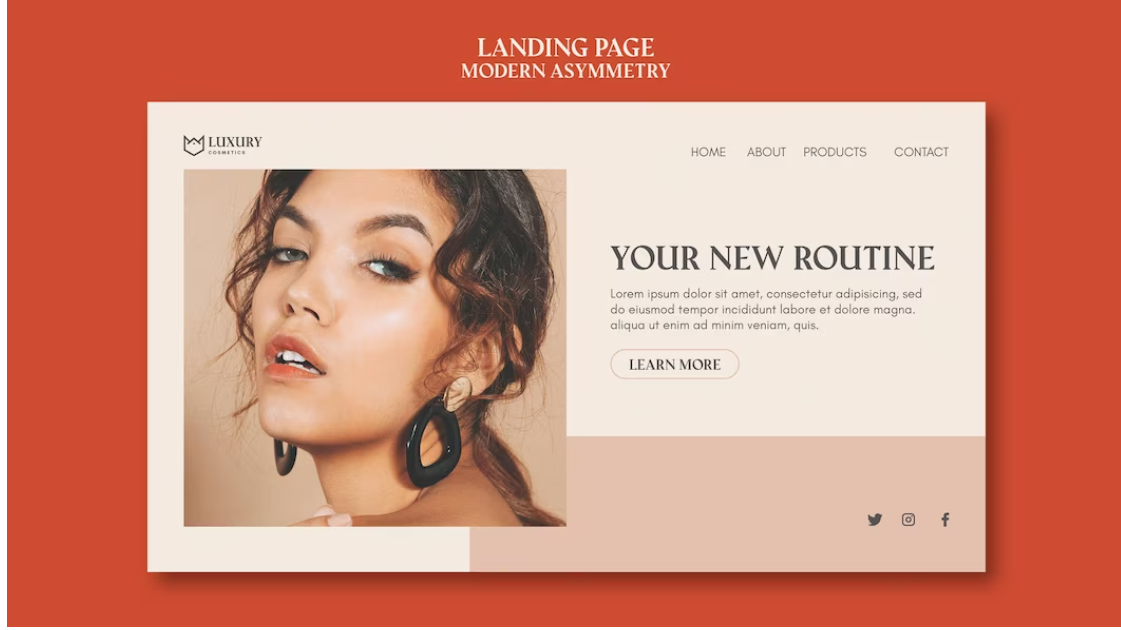 LANDING PAGE
MODERN ASYMMETRY
LUXURY
COSMETICS
HOME ABOUT PRODUCTS CONTACT
YOUR NEW ROUTINE
Lorem ipsum dolor sit amet, consectetur adipisicing, sed
do eiusmod tempor incididunt labore et dolore magna.
aliqua ut enim ad minim veniam, quis.
LEARN MORE